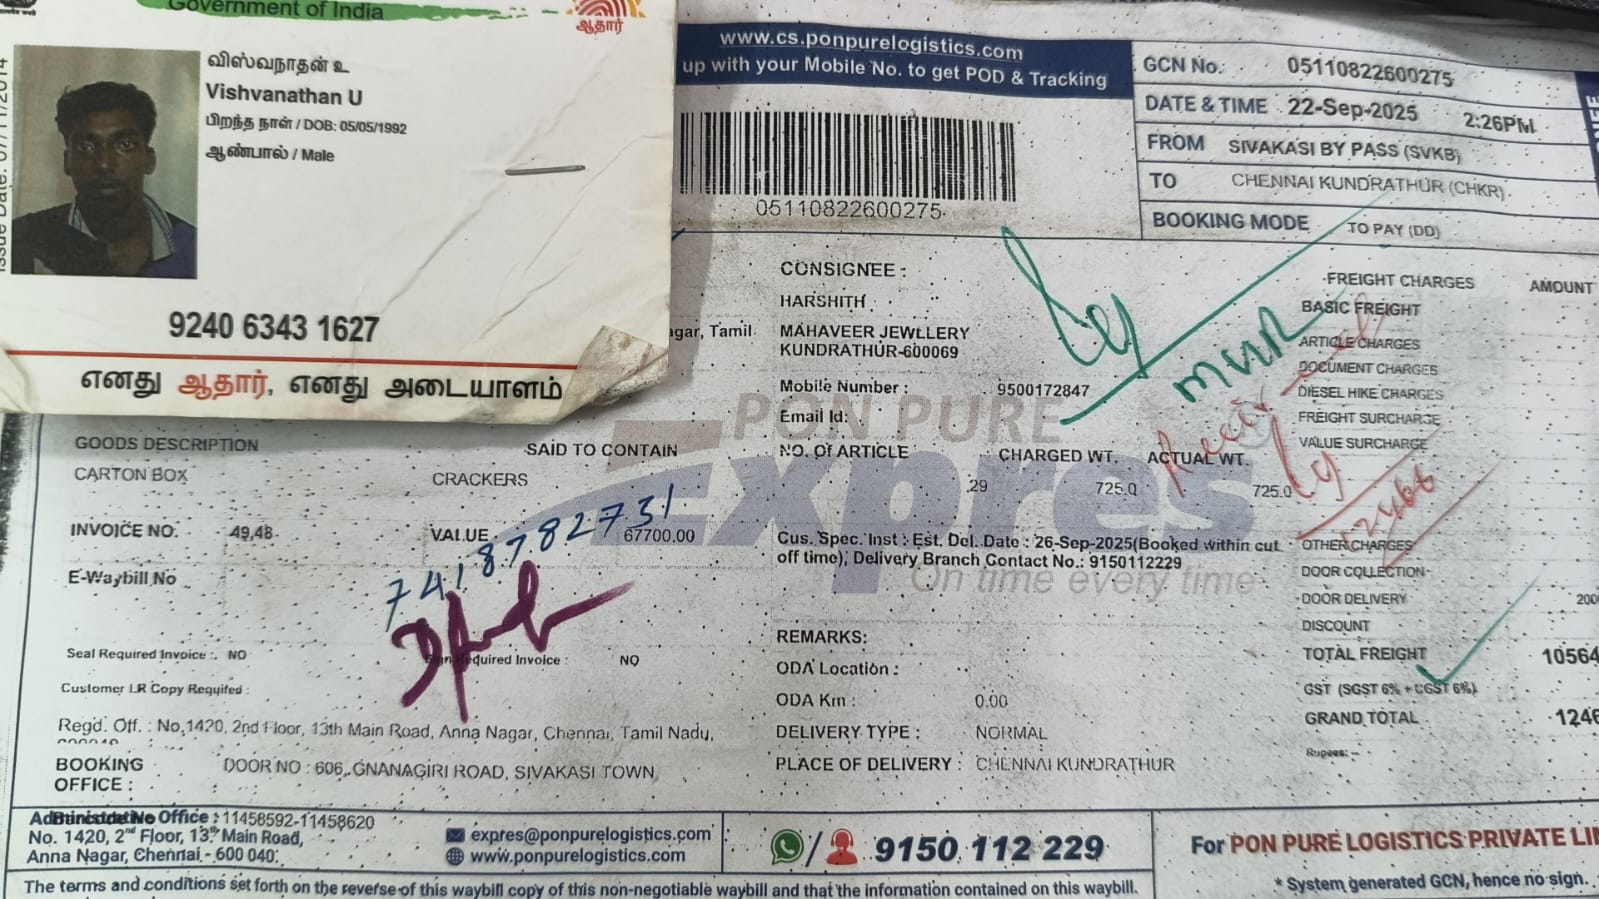 Government of India
ஆதார்
விஸ்வநாதன் உ
Vishvanathan U
பிறந்த நாள் / DOB: 05/05/1992
ஆண்பால் / Male
9240 6343 1627
எனது ஆதார், எனது அடையாளம்
www.cs.ponpurelogistics.com
up with your Mobile No. to get POD & Tracking
05110822600275
GCN No: 05110822600275
DATE & TIME 22-Sep-2025 2:26PM
FROM SIVAKASI BY PASS (SVKB)
TO CHENNAI KUNDRATHUR (CHKR)
BOOKING MODE TO PAY (DD)
CONSIGNEE :
HARSHITH
MAHAVEER JEWLLERY
KUNDRATHUR-600069
Mobile Number : 9500172847
Email Id:
agar, Tamil
FREIGHT CHARGES AMOUNT
BASIC FREIGHT
ARTICLE CHARGES
DOCUMENT CHARGES
DIESEL HIKE CHARGES
FREIGHT SURCHARGE
VALUE SURCHARGE
OTHER CHARGES
DOOR COLLECTION
DOOR DELIVERY 200
DISCOUNT
TOTAL FREIGHT 10564
GST (SGST 6% + CGST 6%)
GRAND TOTAL 1246
Rupees: --
PON PURE
Expres
On time every time
GOODS DESCRIPTION SAID TO CONTAIN NO. Of ARTICLE CHARGED WT. ACTUAL WT.
CARTON BOX CRACKERS 29 725.0 725.0
INVOICE NO. 49,48 VALUE 67700.00
7418782731
E-Waybill No
Cus. Spec. Inst : Est. Del. Date : 26-Sep-2025(Booked within cut
off time), Delivery Branch Contact No.: 9150112229
12466
Seal Required Invoice : NO Required Invoice : NO
Customer LR Copy Required :
REMARKS:
ODA Location :
ODA Km : 0.00
DELIVERY TYPE : NORMAL
PLACE OF DELIVERY : CHENNAI KUNDRATHUR
Regd. Off. : No,1420, 2nd Floor, 13th Main Road, Anna Nagar, Chennai, Tamil Nadu,
BOOKING
OFFICE : DOOR NO : 606, GNANAGIRI ROAD, SIVAKASI TOWN
Office : 11458592-11458620
No. 1420, 2nd Floor, 13th Main Road,
Anna Nagar, Chennai - 600 040.
expres@ponpurelogistics.com
www.ponpurelogistics.com
9150 112 229
For PON PURE LOGISTICS PRIVATE LI
* System generated GCN, hence no sign.
The terms and conditions set forth on the reverse of this waybill copy of this non-negotiable waybill and that the information contained on this waybill.